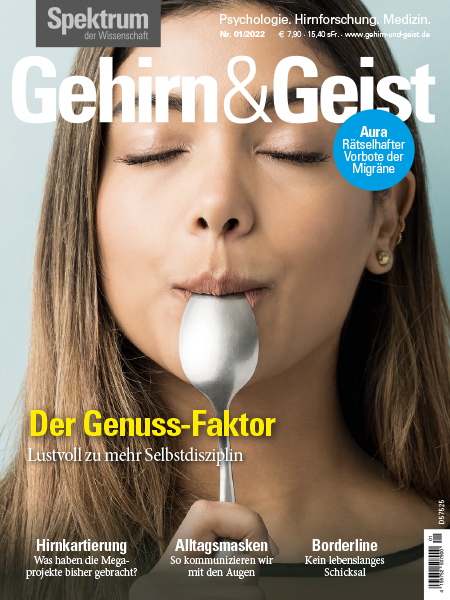 Spektrum
der Wissenschaft
Psychologie. Hirnforschung. Medizin.
Nr. 01/2022 € 7,90 · 15,40 sFr. · www.gehirn-und-geist.de
Gehirn&Geist
Aura
Rätselhafter
Vorbote der
Migräne
Der Genuss-Faktor
Lustvoll zu mehr Selbstdisziplin
Hirnkartierung
Was haben die Mega-
projekte bisher gebracht?
Alltagsmasken
So kommunizieren wir
mit den Augen
Borderline
Kein lebenslanges
Schicksal
D57525
01